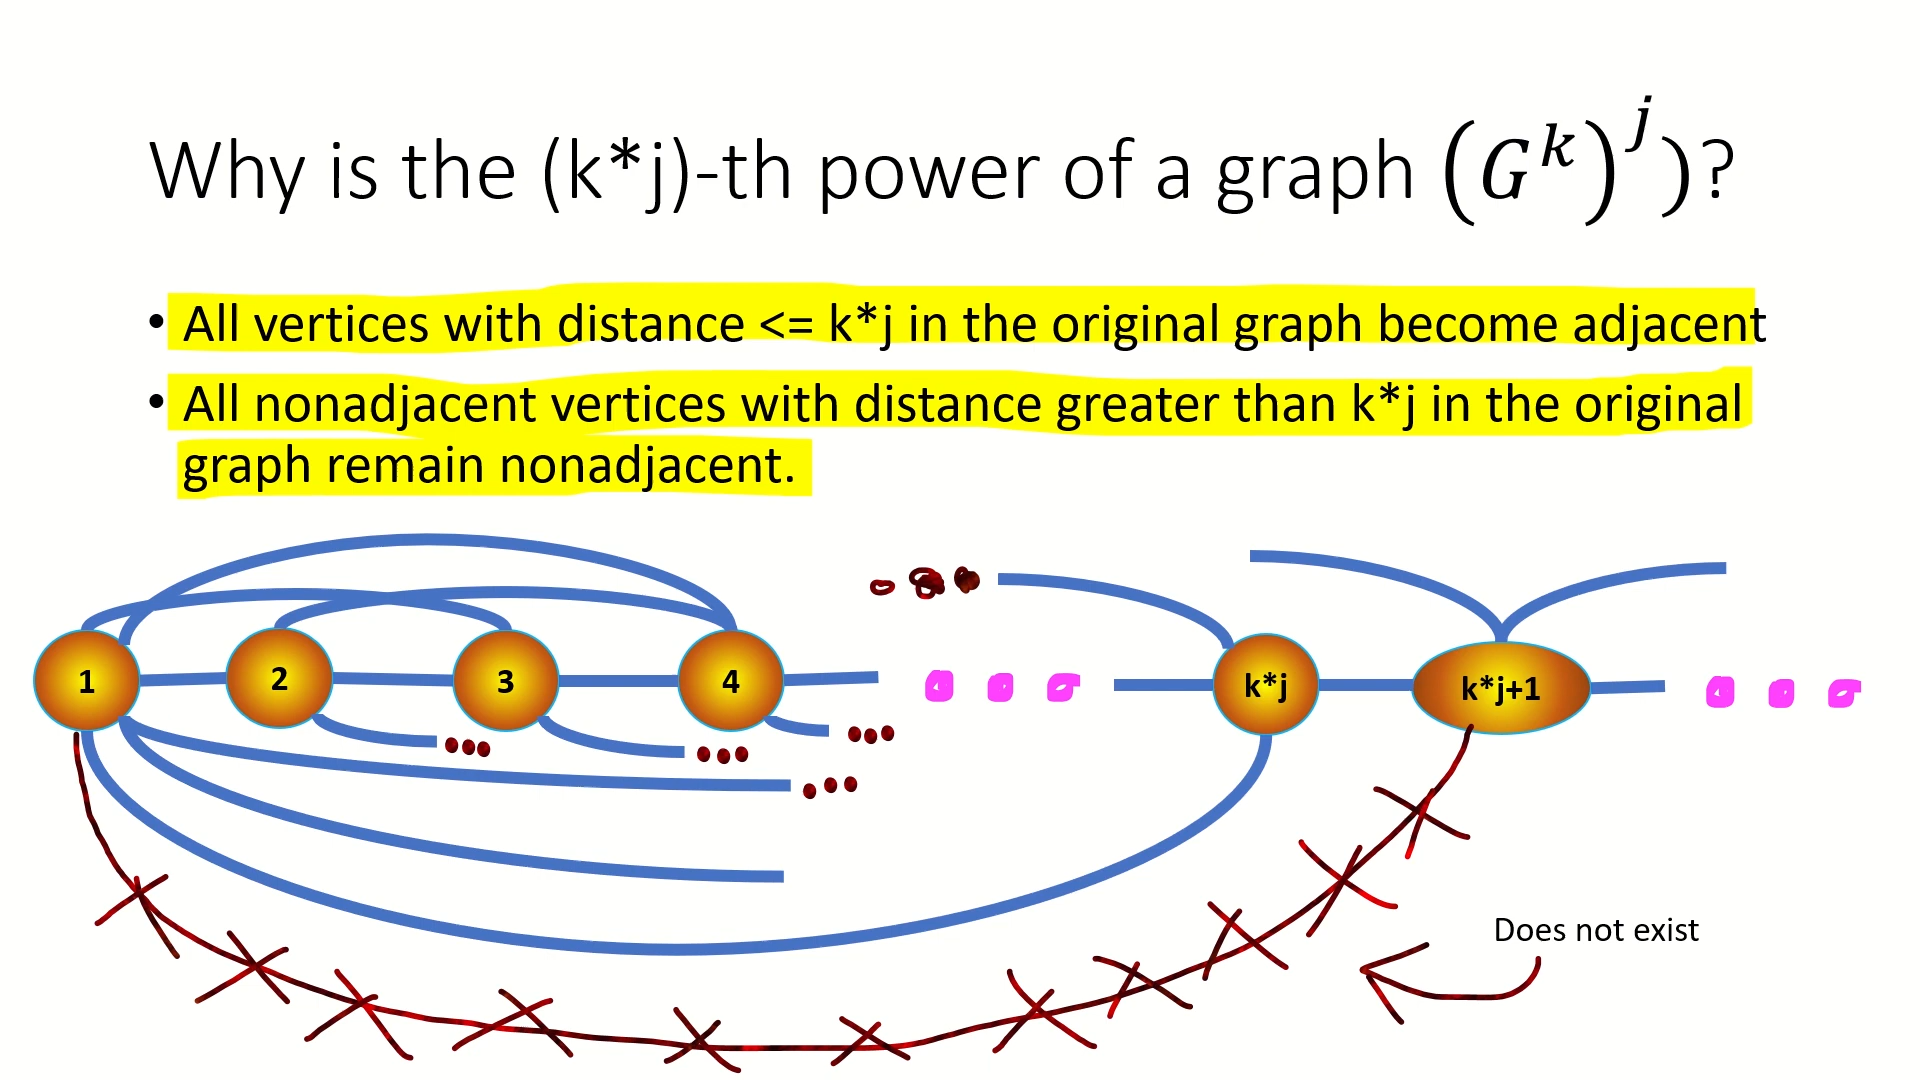 Why is the (k*j)-th power of a graph $(G^k)^j$)?
• All vertices with distance <= k*j in the original graph become adjacent
• All nonadjacent vertices with distance greater than k*j in the original
graph remain nonadjacent.
1 2 3 4 k*j k*j+1
Does not exist